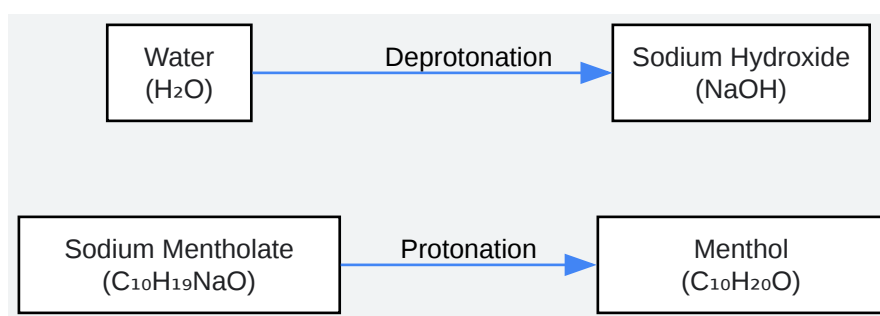 Water
(H₂O)
Deprotonation
Sodium Hydroxide
(NaOH)
Sodium Mentholate
(C₁₀H₁₉NaO)
Protonation
Menthol
(C₁₀H₂₀O)